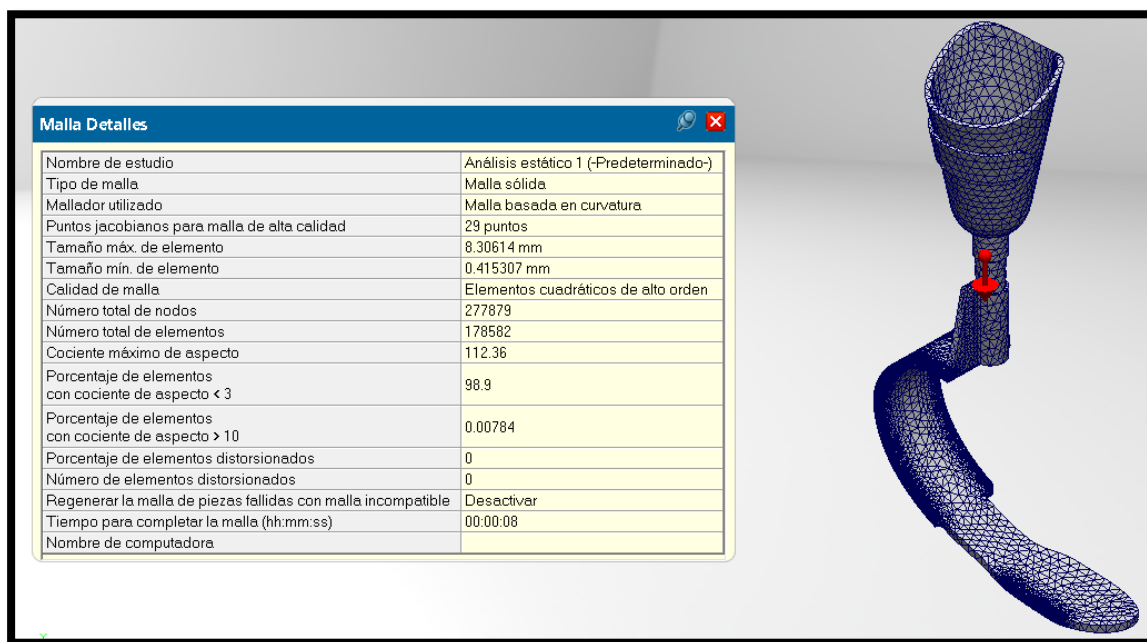 Malla Detalles
Nombre de estudio Análisis estático 1 (-Predeterminado-)
Tipo de malla Malla sólida
Mallador utilizado Malla basada en curvatura
Puntos jacobianos para malla de alta calidad 29 puntos
Tamaño máx. de elemento 8.30614 mm
Tamaño mín. de elemento 0.415307 mm
Calidad de malla Elementos cuadráticos de alto orden
Número total de nodos 277879
Número total de elementos 178582
Cociente máximo de aspecto 112.36
Porcentaje de elementos
con cociente de aspecto < 3 98.9
Porcentaje de elementos
con cociente de aspecto > 10 0.00784
Porcentaje de elementos distorsionados 0
Número de elementos distorsionados 0
Regenerar la malla de piezas fallidas con malla incompatible Desactivar
Tiempo para completar la malla (hh:mm:ss) 00:00:08
Nombre de computadora